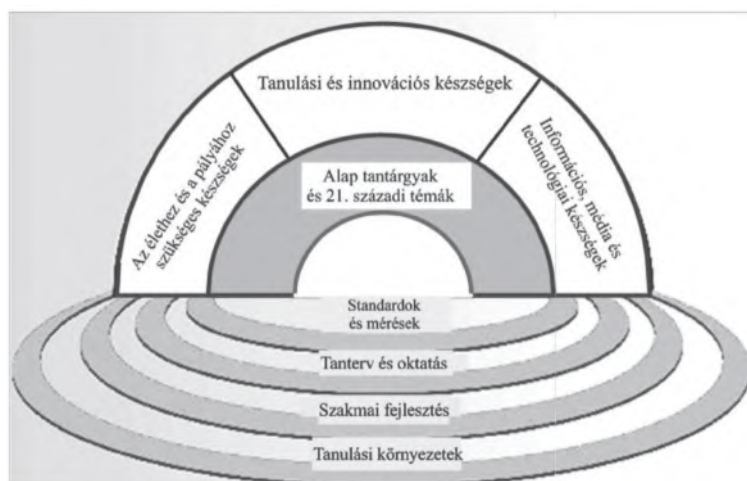 Tanulási és innovációs készségek
Az élethez és a pályához
szükséges készségek
Információs, média és
technológiai készségek
Alap tantárgyak
és 21. századi témák
Standardok
és mérések
Tanterv és oktatás
Szakmai fejlesztés
Tanulási környezetek